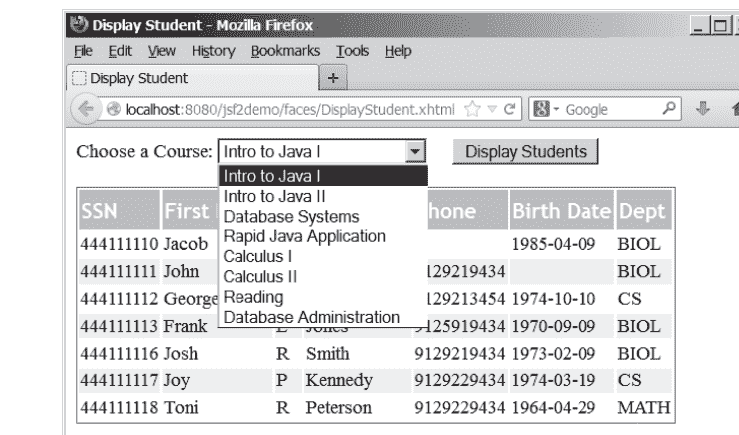 Display Student - Mozilla Firefox
File Edit View History Bookmarks Tools Help
Display Student +
localhost:8080/jsf2demo/faces/DisplayStudent.xhtml Google
Choose a Course: Intro to Java I Display Students
Intro to Java I
Intro to Java II
Database Systems
Rapid Java Application
Calculus I
Calculus II
Reading
Database Administration
SSN First hone Birth Date Dept
444111110 Jacob 1985-04-09 BIOL
444111111 John 129219434 BIOL
444111112 George 129213454 1974-10-10 CS
444111113 Frank E Jones 9125919434 1970-09-09 BIOL
444111116 Josh R Smith 9129219434 1973-02-09 BIOL
444111117 Joy P Kennedy 9129229434 1974-03-19 CS
444111118 Toni R Peterson 9129229434 1964-04-29 MATH